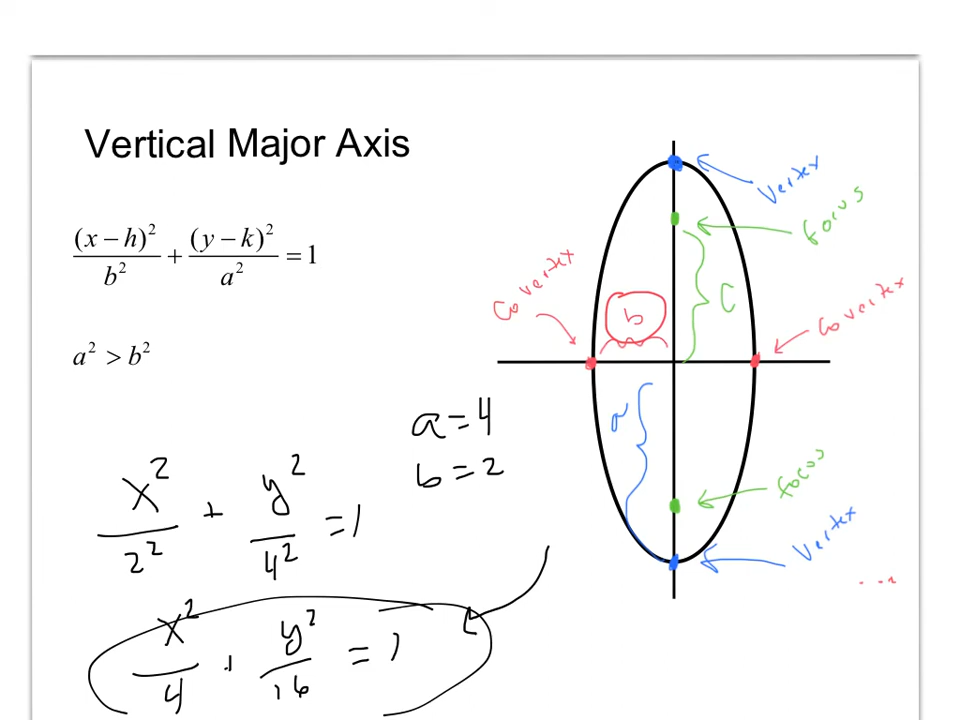 Vertical Major Axis
(x − h)² / b² + (y − k)² / a² = 1
a² > b²
a = 4
b = 2
x² / 2² + y² / 4² = 1
x² / 4 + y² / 16 = 1
Vertex
focus
C
Co vertex
b
Co vertex
a
focus
Vertex